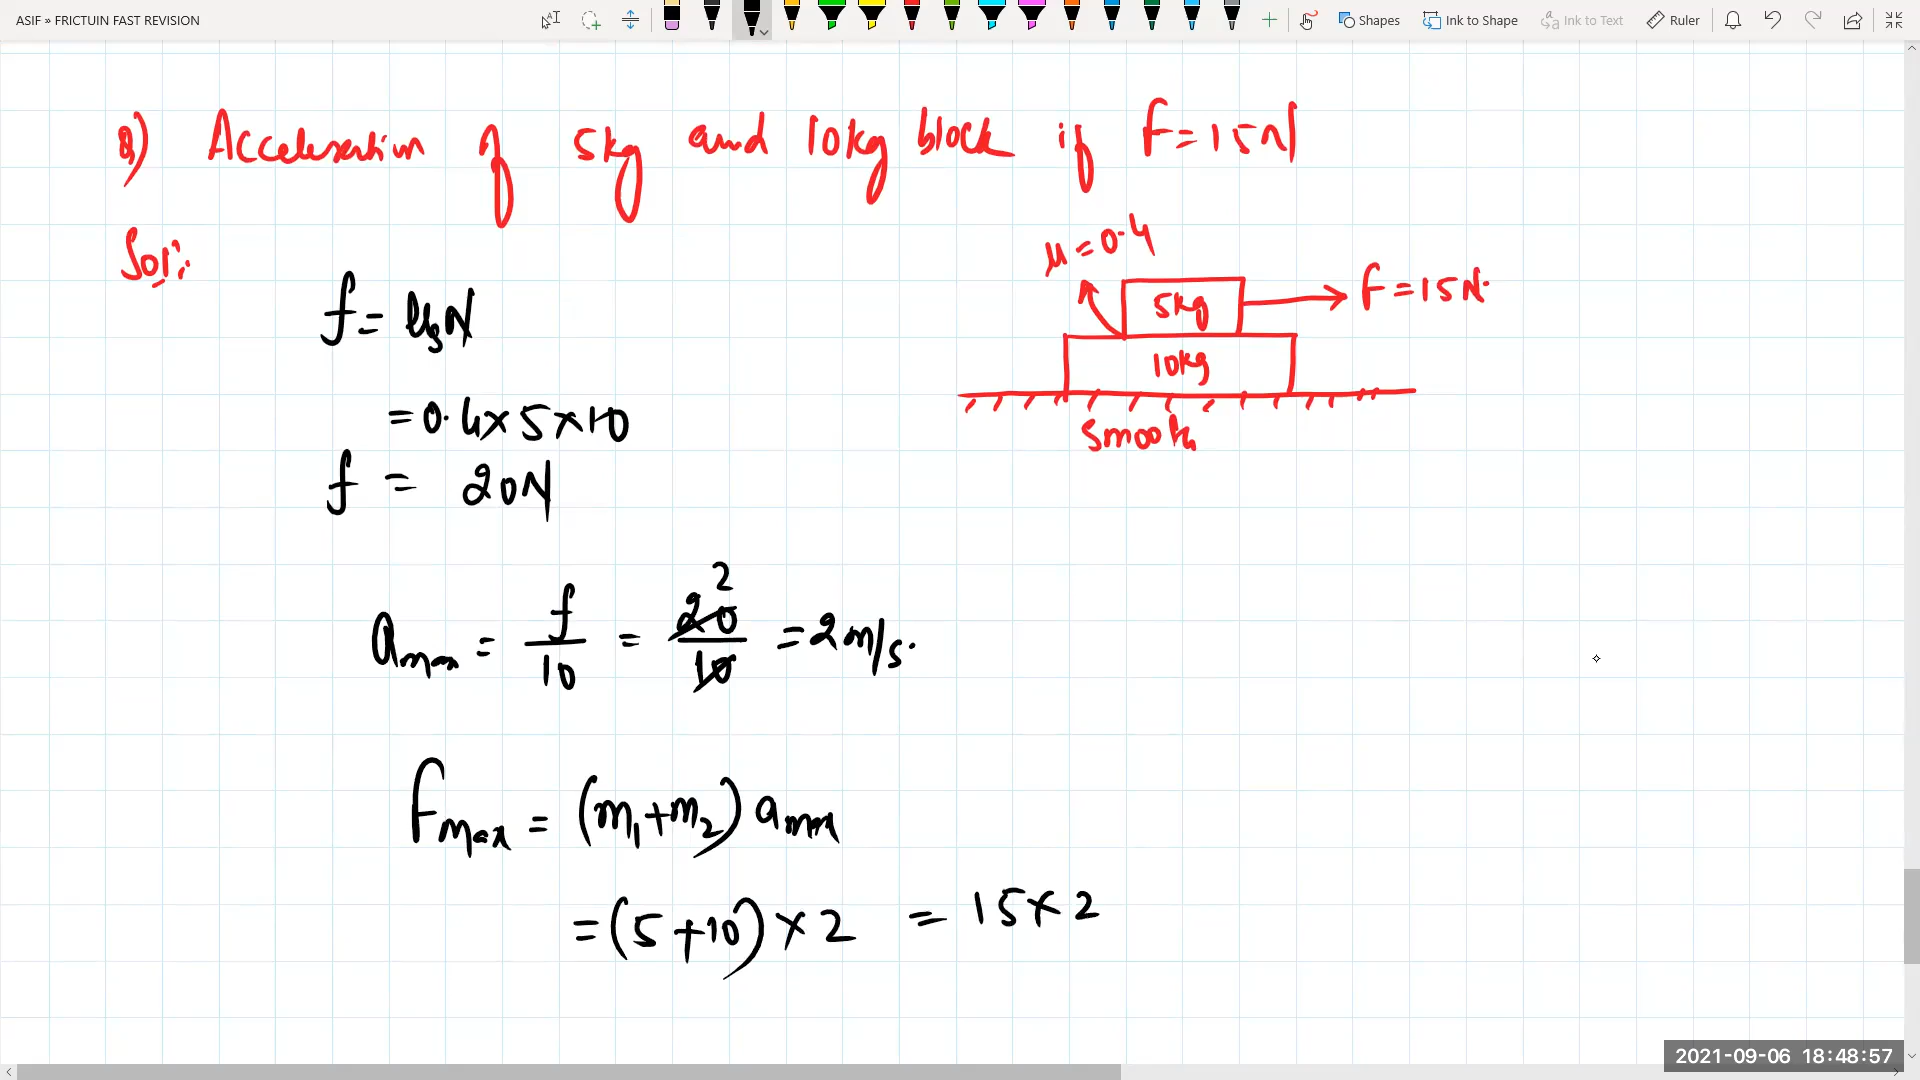 ASIF » FRICTUIN FAST REVISION
Shapes
Ink to Shape
Ink to Text
Ruler
Q) Acceleration of 5kg and 10kg block if F=15N
Sol:
μ=0.4
5kg
F=15N
10kg
Smooth
f= μsN
=0.4×5×10
f = 20N
amax = f/10 = 20/10 2 =2m/s.
Fmax = (m1+m2) amax
=(5+10)×2 = 15×2
2021-09-06 18:48:57